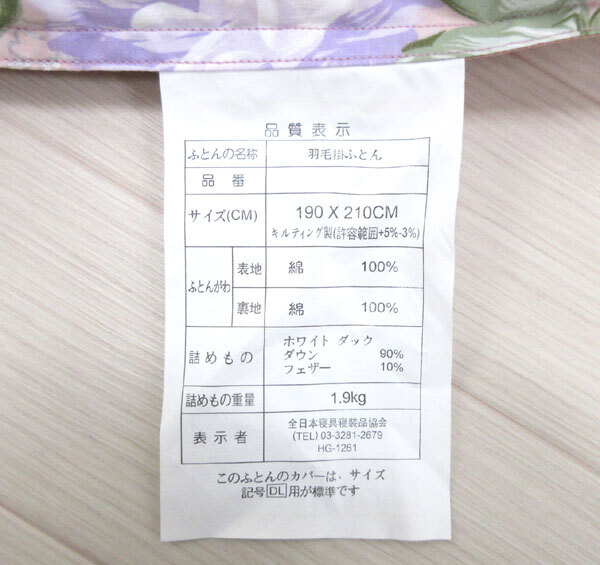 品質表示
ふとんの名称 羽毛掛ふとん
品番
サイズ(CM) 190 X 210CM
キルティング製(許容範囲+5%-3%)
ふとんがわ 表地 綿 100%
裏地 綿 100%
詰めもの ホワイト ダック
ダウン 90%
フェザー 10%
詰めもの重量 1.9kg
表示者 全日本寝具寝装品協会
(TEL) 03-3281-2679
HG-1261
このふとんのカバーは、サイズ
記号DL用が標準です